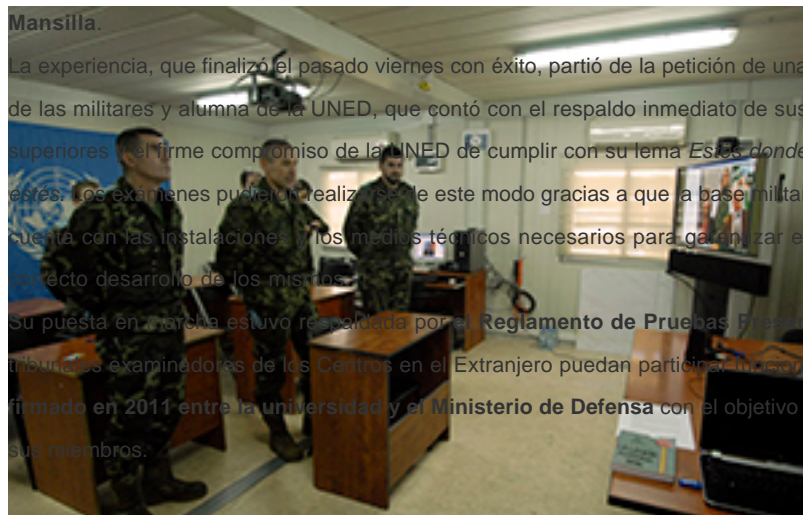 Mansilla.
La experiencia, que finalizó el pasado viernes con éxito, partió de la petición de una
de las militares y alumna de la UNED, que contó con el respaldo inmediato de sus
superiores y el firme compromiso de la UNED de cumplir con su lema Estés donde
estés. Los exámenes pudieron realizarse de este modo gracias a que la base militar
cuenta con las instalaciones y los medios técnicos necesarios para garantizar e
correcto desarrollo de los mismos.
Su puesta en marcha estuvo respaldada por el Reglamento de Pruebas
tribunales examinadores de los Centros en el Extranjero puedan participar
firmado en 2011 entre la universidad y el Ministerio de Defensa con el objetivo
sus miembros.